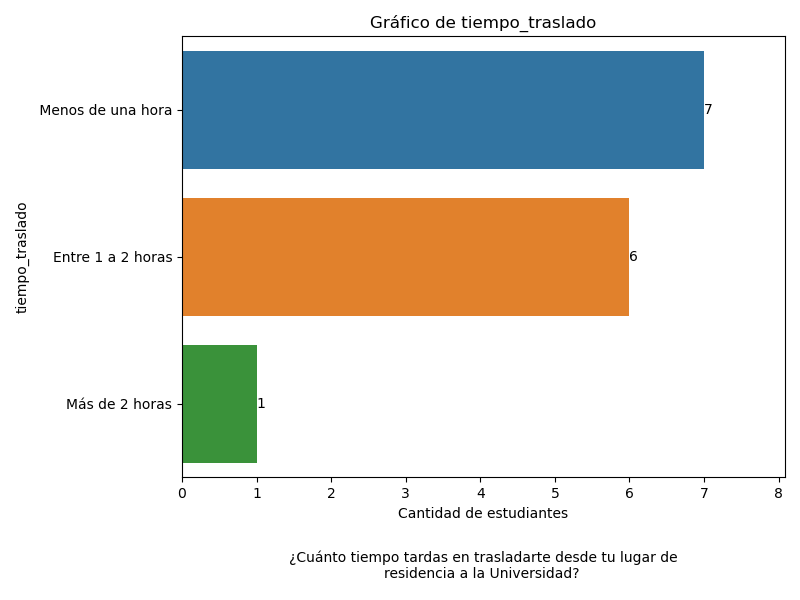 Gráfico de tiempo_traslado
tiempo_traslado
Menos de una hora
7
Entre 1 a 2 horas
6
Más de 2 horas
1
0 1 2 3 4 5 6 7 8
Cantidad de estudiantes
¿Cuánto tiempo tardas en trasladarte desde tu lugar de
residencia a la Universidad?